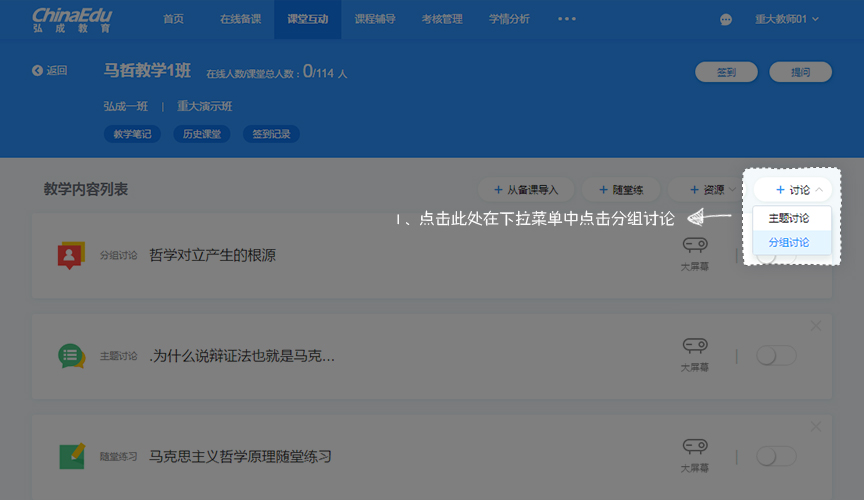 ChinaEdu
弘成教育
首页 在线备课 课堂互动 课程辅导 考核管理 学情分析 ••• 重大教师01
返回 马哲教学1班 在线人数/课堂总人数：0/114 人 签到 提问
弘成一班 | 重大演示班
教学笔记 历史课堂 签到记录
教学内容列表 + 从备课导入 + 随堂练 + 资源 + 讨论
主题讨论
分组讨论
1、点击此处在下拉菜单中点击分组讨论
分组讨论 哲学对立产生的根源 大屏幕
主题讨论 .为什么说辩证法也就是马克... 大屏幕
随堂练习 马克思主义哲学原理随堂练习 大屏幕